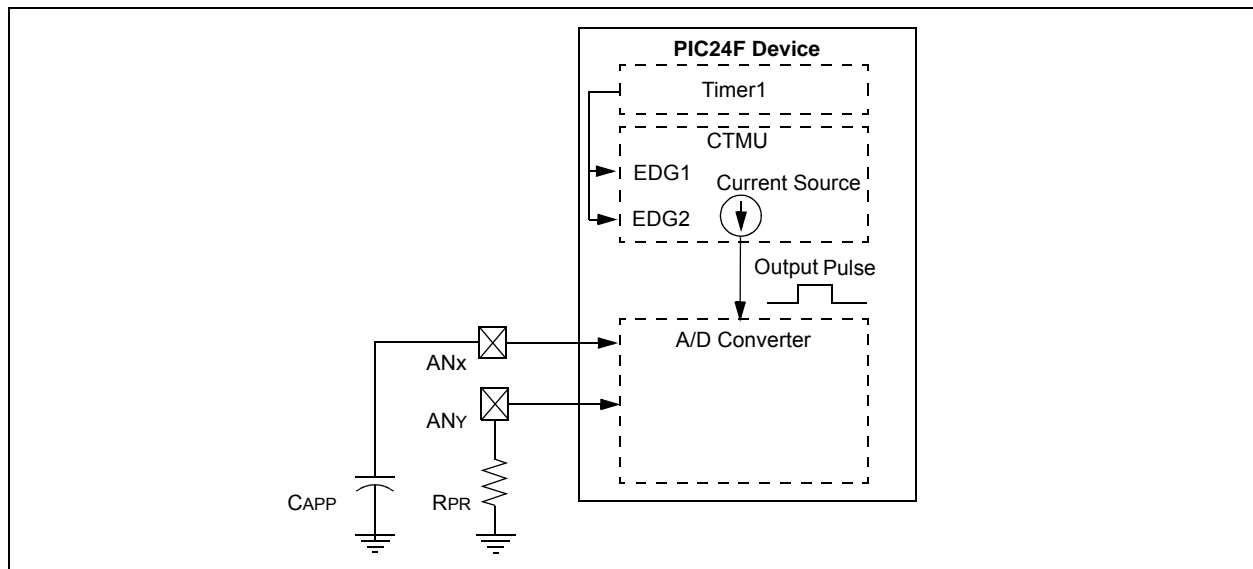 PIC24F Device
Timer1
CTMU
EDG1
Current Source
EDG2
Output Pulse
A/D Converter
ANX
ANY
CAPP
RPR